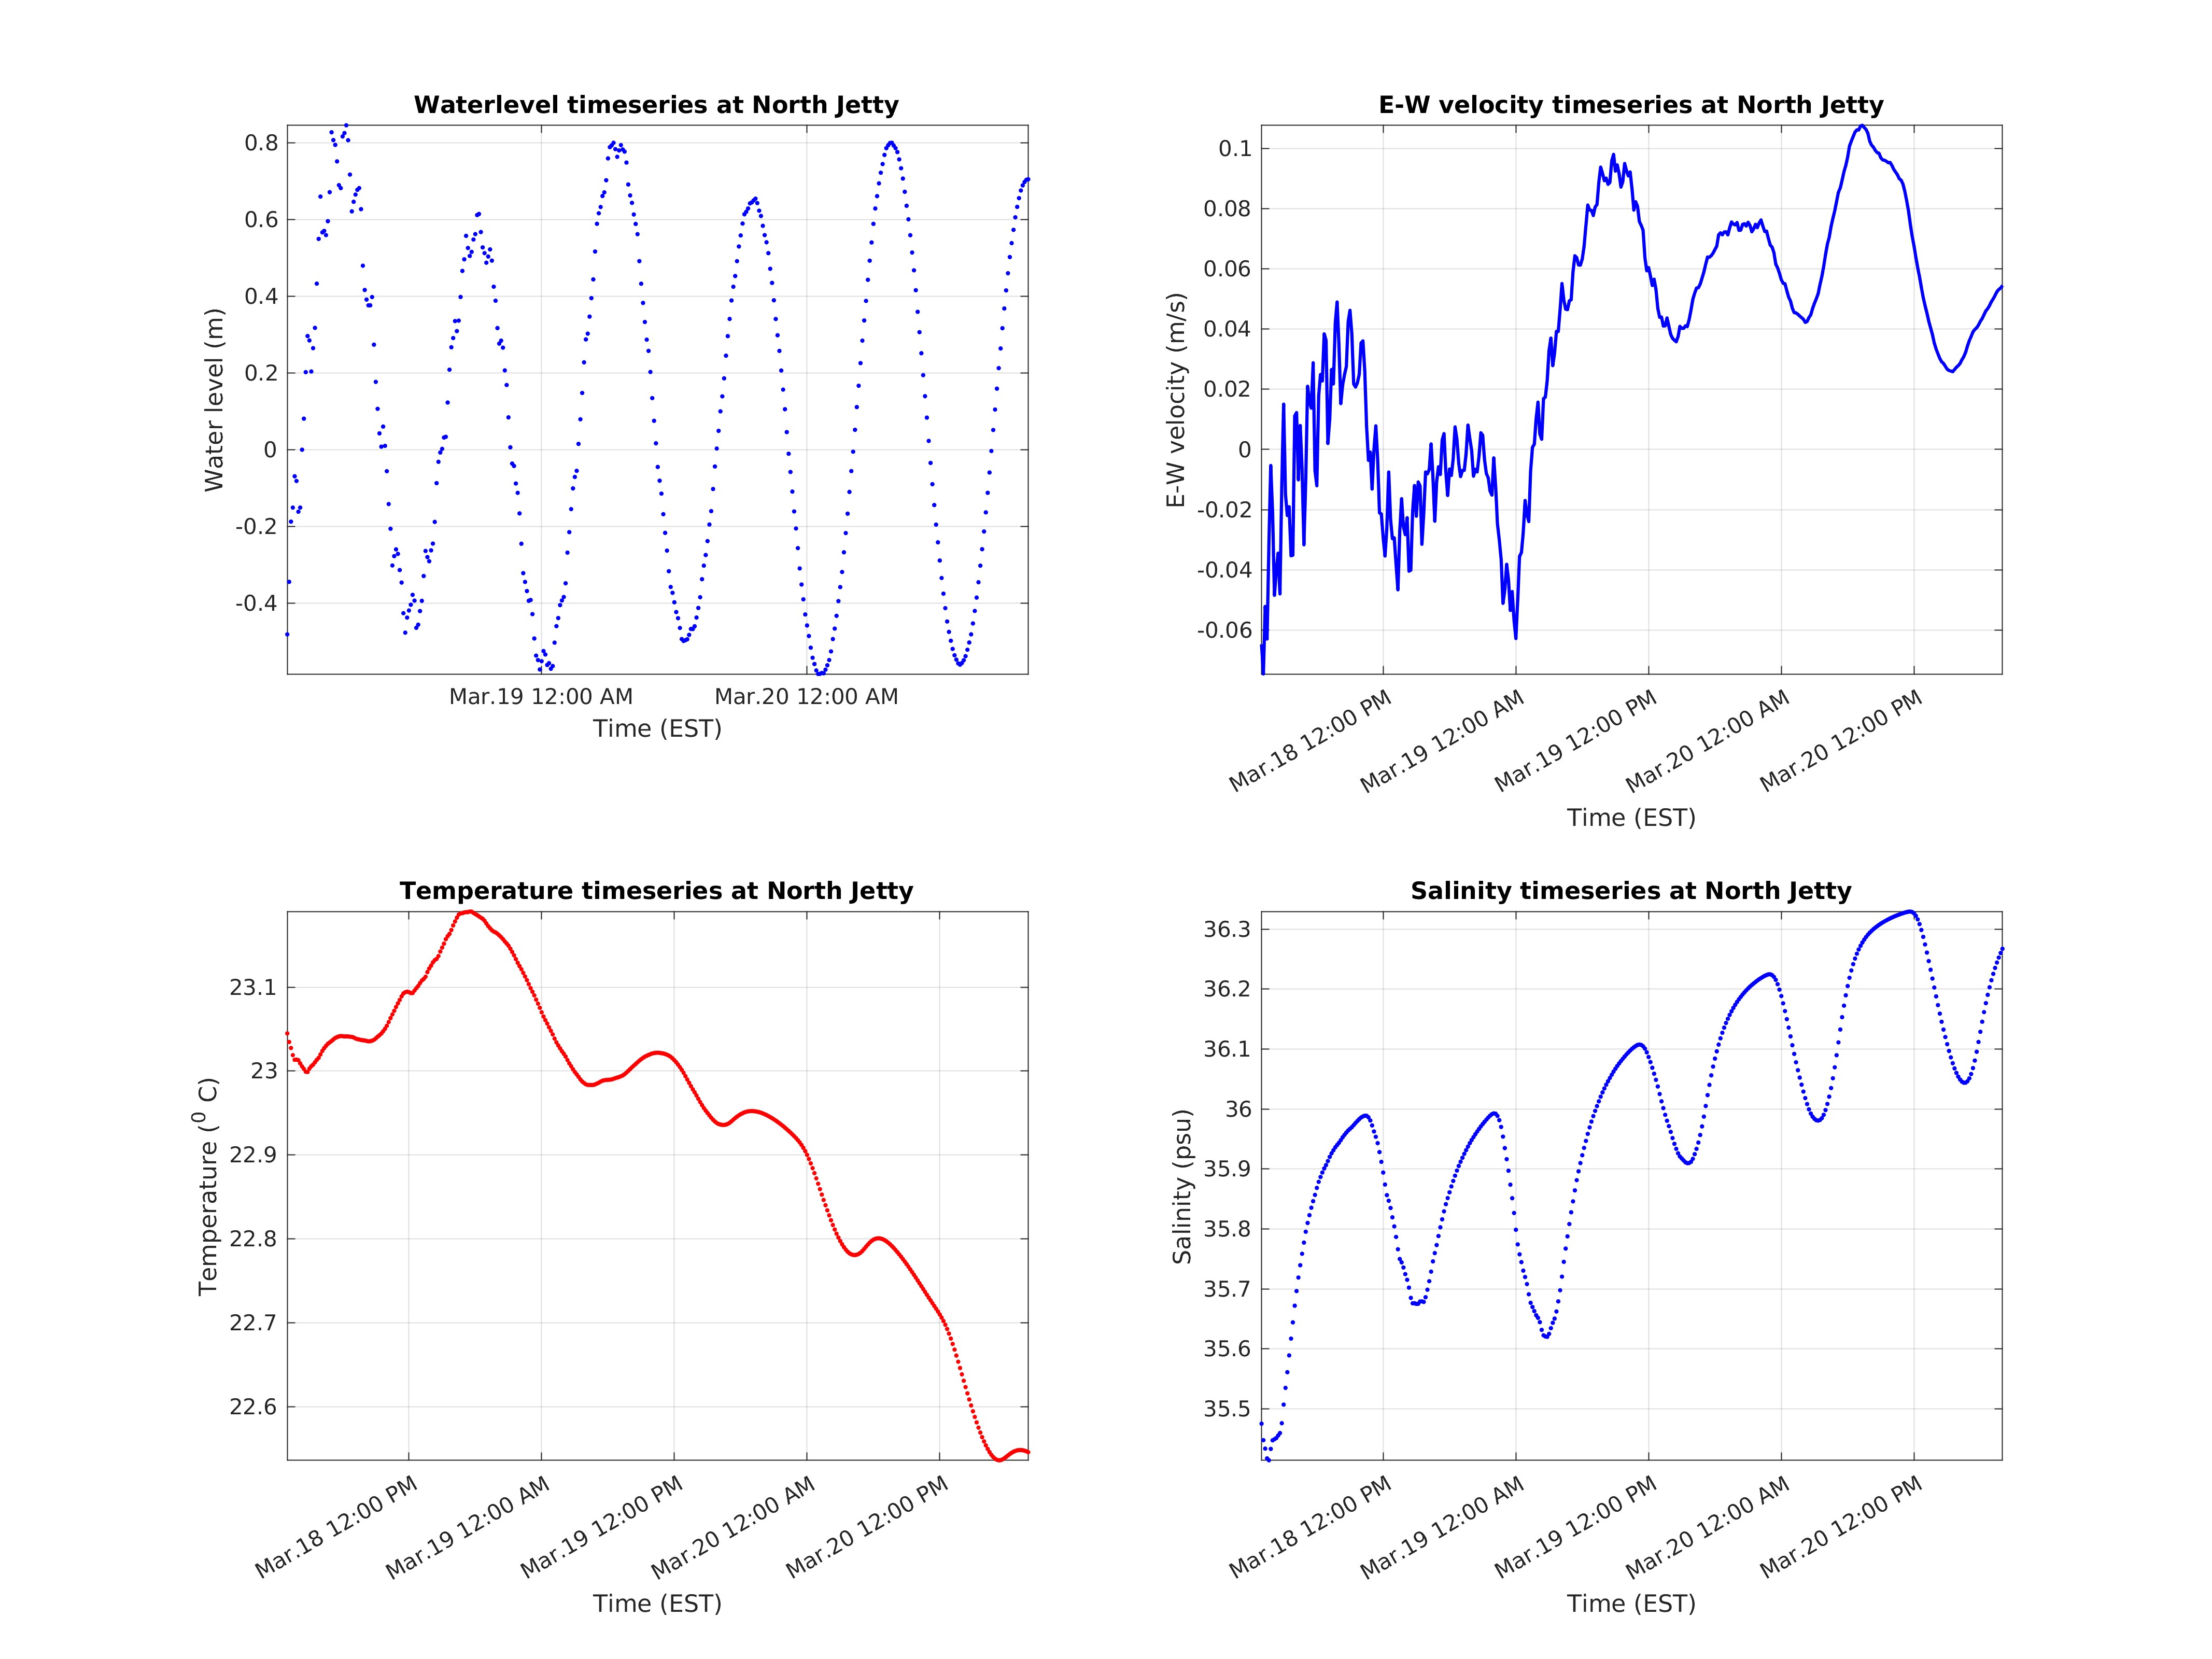 Waterlevel timeseries at North Jetty
0.8
0.6
0.4
0.2
0
-0.2
-0.4
Water level (m)
Mar.19 12:00 AM
Mar.20 12:00 AM
Time (EST)
E-W velocity timeseries at North Jetty
0.1
0.08
0.06
0.04
0.02
0
-0.02
-0.04
-0.06
E-W velocity (m/s)
Mar.18 12:00 PM
Mar.19 12:00 AM
Mar.19 12:00 PM
Mar.20 12:00 AM
Mar.20 12:00 PM
Time (EST)
Temperature timeseries at North Jetty
23.1
23
22.9
22.8
22.7
22.6
Temperature (⁰ C)
Mar.18 12:00 PM
Mar.19 12:00 AM
Mar.19 12:00 PM
Mar.20 12:00 AM
Mar.20 12:00 PM
Time (EST)
Salinity timeseries at North Jetty
36.3
36.2
36.1
36
35.9
35.8
35.7
35.6
35.5
Salinity (psu)
Mar.18 12:00 PM
Mar.19 12:00 AM
Mar.19 12:00 PM
Mar.20 12:00 AM
Mar.20 12:00 PM
Time (EST)